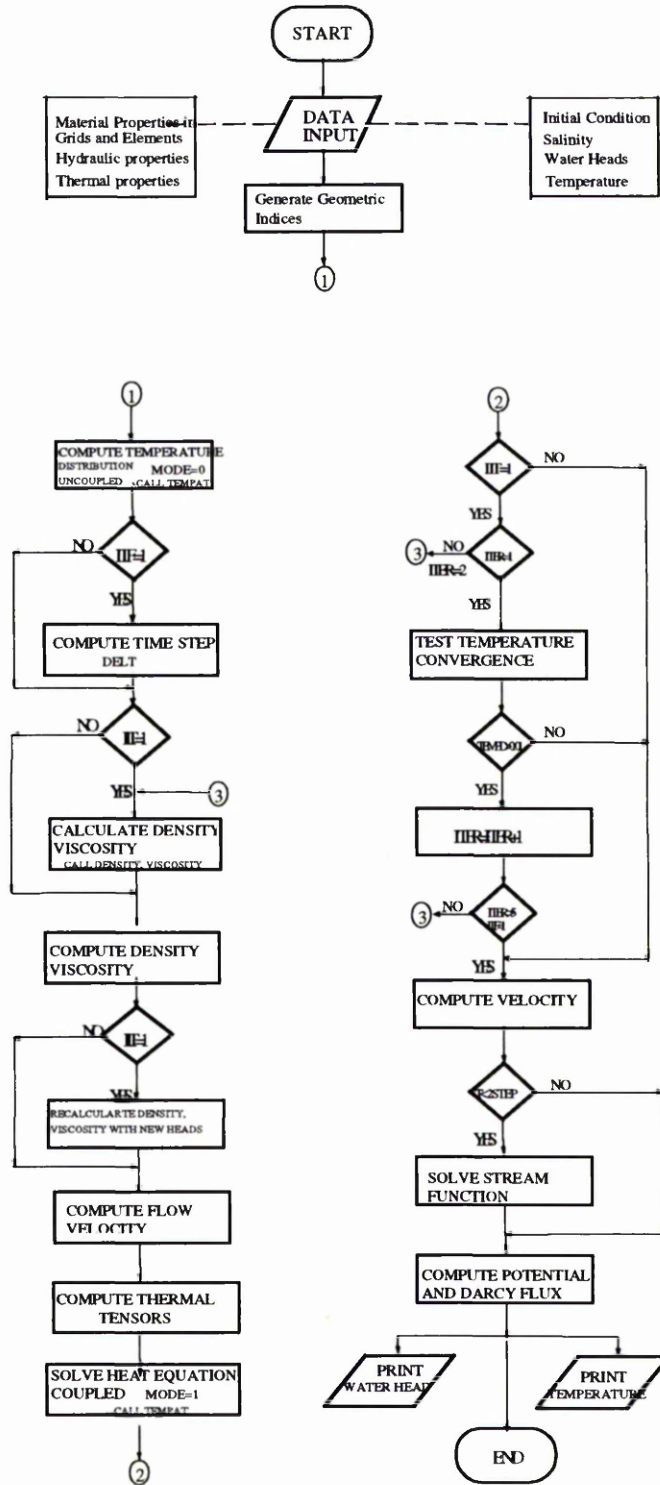 START
DATA
INPUT
Material Properties in
Grids and Elements
Hydraulic properties
Thermal properties
Initial Condition
Salinity
Water Heads
Temperature
Generate Geometric
Indices
1
1
COMPUTE TEMPERATURE
DISTRIBUTION MODE=0
UNCOUPLED CALL TEMPAT
NO
YES
COMPUTE TIME STEP
DELT
NO
YES
3
CALCULATE DENSITY
VISCOSITY
CALL DENSITY, VISCOSITY
COMPUTE DENSITY
VISCOSITY
NO
YES
RECALCULARTE DENSITY,
VISCOSITY WITH NEW HEADS
COMPUTE FLOW
VELOCITY
COMPUTE THERMAL
TENSORS
SOLVE HEAT EQUATION
COUPLED MODE=1
CALL TEMPAT
2
2
NO
YES
3
NO
YES
TEST TEMPERATURE
CONVERGENCE
NO
YES
3
NO
YES
COMPUTE VELOCITY
NO
YES
SOLVE STREAM
FUNCTION
COMPUTE POTENTIAL
AND DARCY FLUX
PRINT
WATER HEAD
PRINT
TEMPERATURE
END